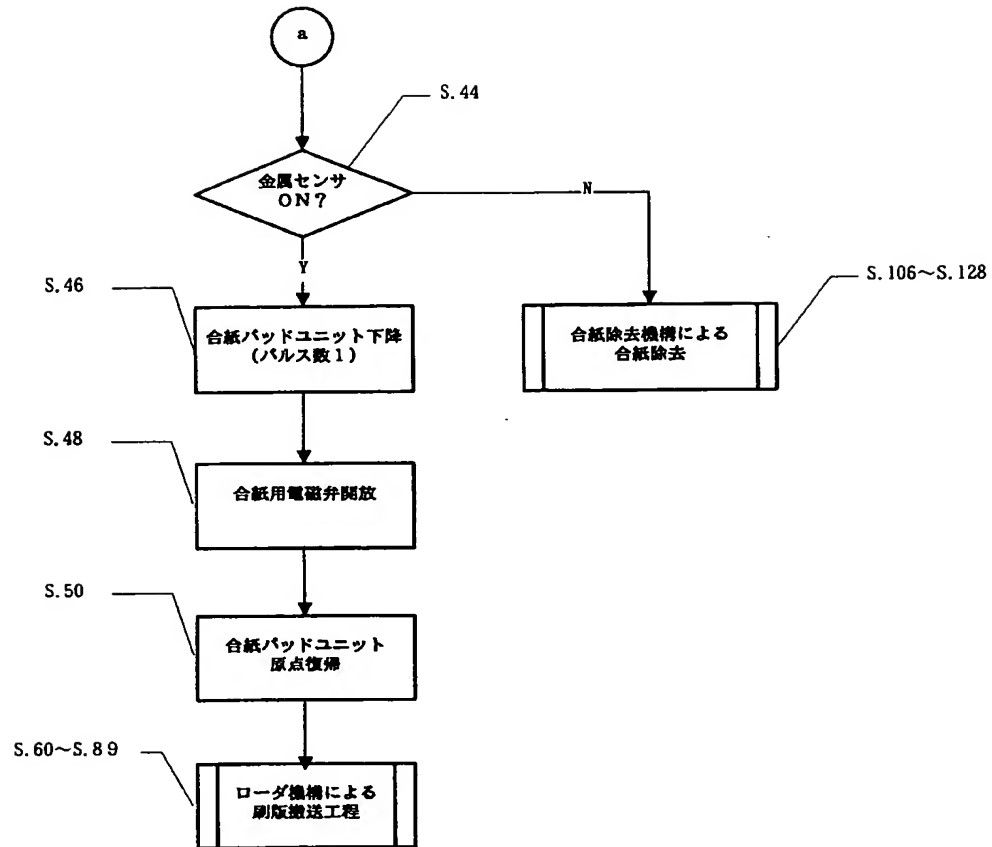 a
S.44
金属センサ
ON?
N
Y
S.46
S.106～S.128
合紙パッドユニット下降
(パルス数1)
合紙除去機構による
合紙除去
S.48
合紙用電磁弁開放
S.50
合紙パッドユニット
原点復帰
S.60～S.89
ローダ機構による
刷版搬送工程